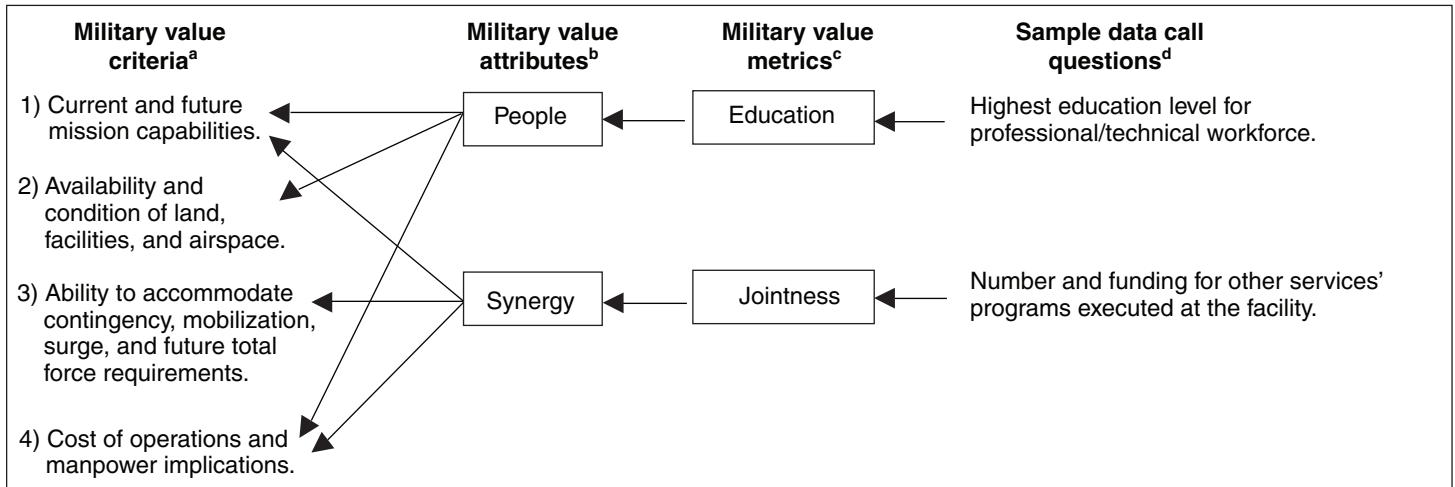 Military value criteriaᵃ
Military value attributesᵇ
Military value metricsᶜ
Sample data call questionsᵈ
1) Current and future
mission capabilities.
2) Availability and
condition of land,
facilities, and airspace.
3) Ability to accommodate
contingency, mobilization,
surge, and future total
force requirements.
4) Cost of operations and
manpower implications.
People
Synergy
Education
Jointness
Highest education level for
professional/technical workforce.
Number and funding for other services’
programs executed at the facility.